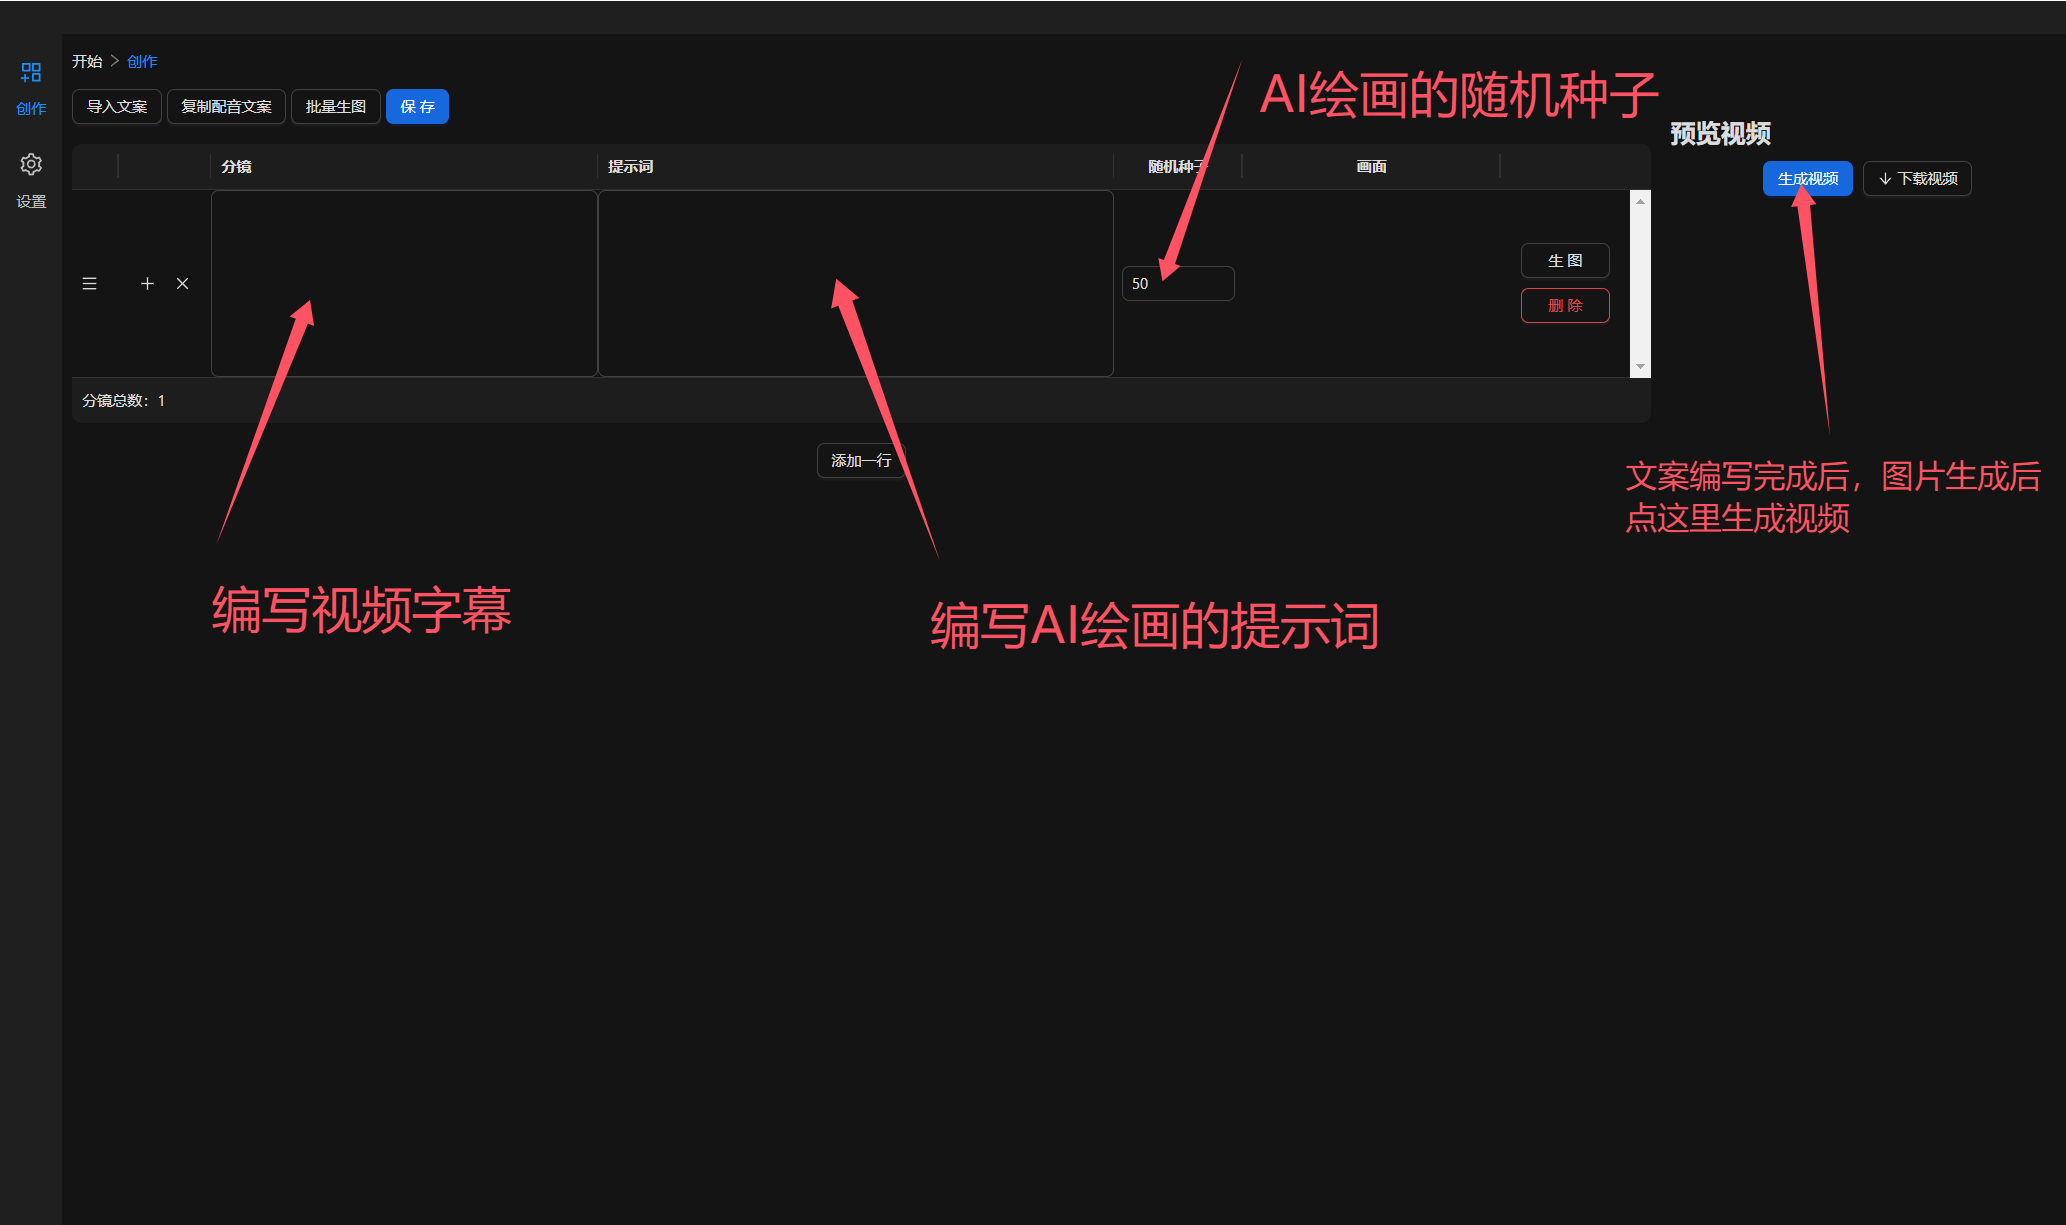 开始 > 创作
创作
设置
导入文案 复制配音文案 批量生图 保 存
AI绘画的随机种子
预览视频
生成视频 下载视频
分镜 提示词 随机种子 画面
50
生 图
删 除
分镜总数：1
添加一行
文案编写完成后，图片生成后
点这里生成视频
编写视频字幕
编写AI绘画的提示词